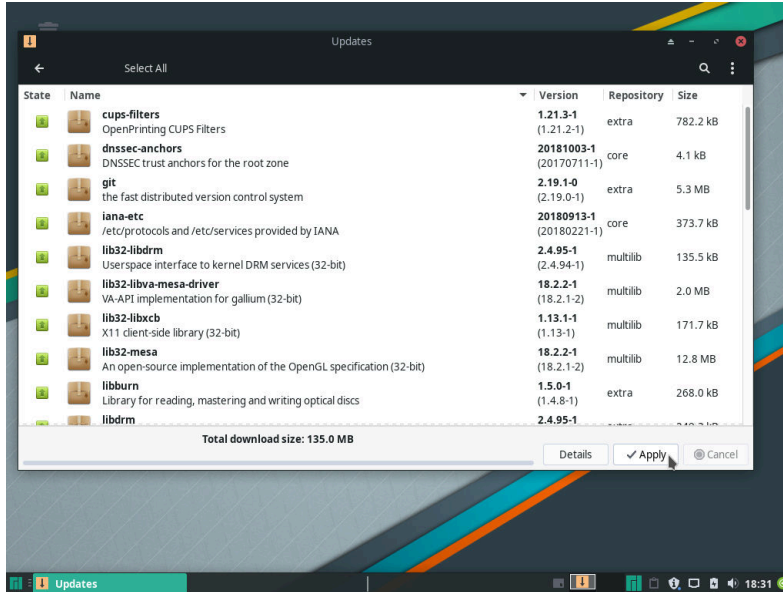 Updates
Select All
State Name Version Repository Size
cups-filters 1.21.3-1
OpenPrinting CUPS Filters (1.21.2-1) extra 782.2 kB
dnssec-anchors 20181003-1
DNSSEC trust anchors for the root zone (20170711-1) core 4.1 kB
git 2.19.1-0
the fast distributed version control system (2.19.0-1) extra 5.3 MB
iana-etc 20180913-1
/etc/protocols and /etc/services provided by IANA (20180221-1) core 373.7 kB
lib32-libdrm 2.4.95-1
Userspace interface to kernel DRM services (32-bit) (2.4.94-1) multilib 135.5 kB
lib32-libva-mesa-driver 18.2.2-1
VA-API implementation for gallium (32-bit) (18.2.1-2) multilib 2.0 MB
lib32-libxcb 1.13.1-1
X11 client-side library (32-bit) (1.13-1) multilib 171.7 kB
lib32-mesa 18.2.2-1
An open-source implementation of the OpenGL specification (32-bit) (18.2.1-2) multilib 12.8 MB
libburn 1.5.0-1
Library for reading, mastering and writing optical discs (1.4.8-1) extra 268.0 kB
libdrm 2.4.95-1
Total download size: 135.0 MB
Details Apply Cancel
Updates 18:31